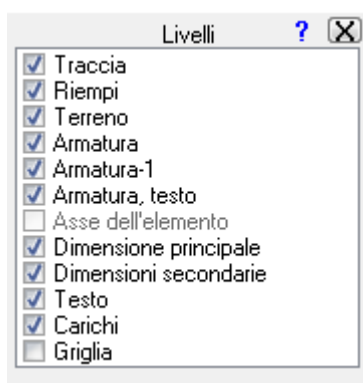 Livelli ? X
Traccia
Riempi
Terreno
Armatura
Armatura-1
Armatura, testo
Asse dell'elemento
Dimensione principale
Dimensioni secondarie
Testo
Carichi
Griglia